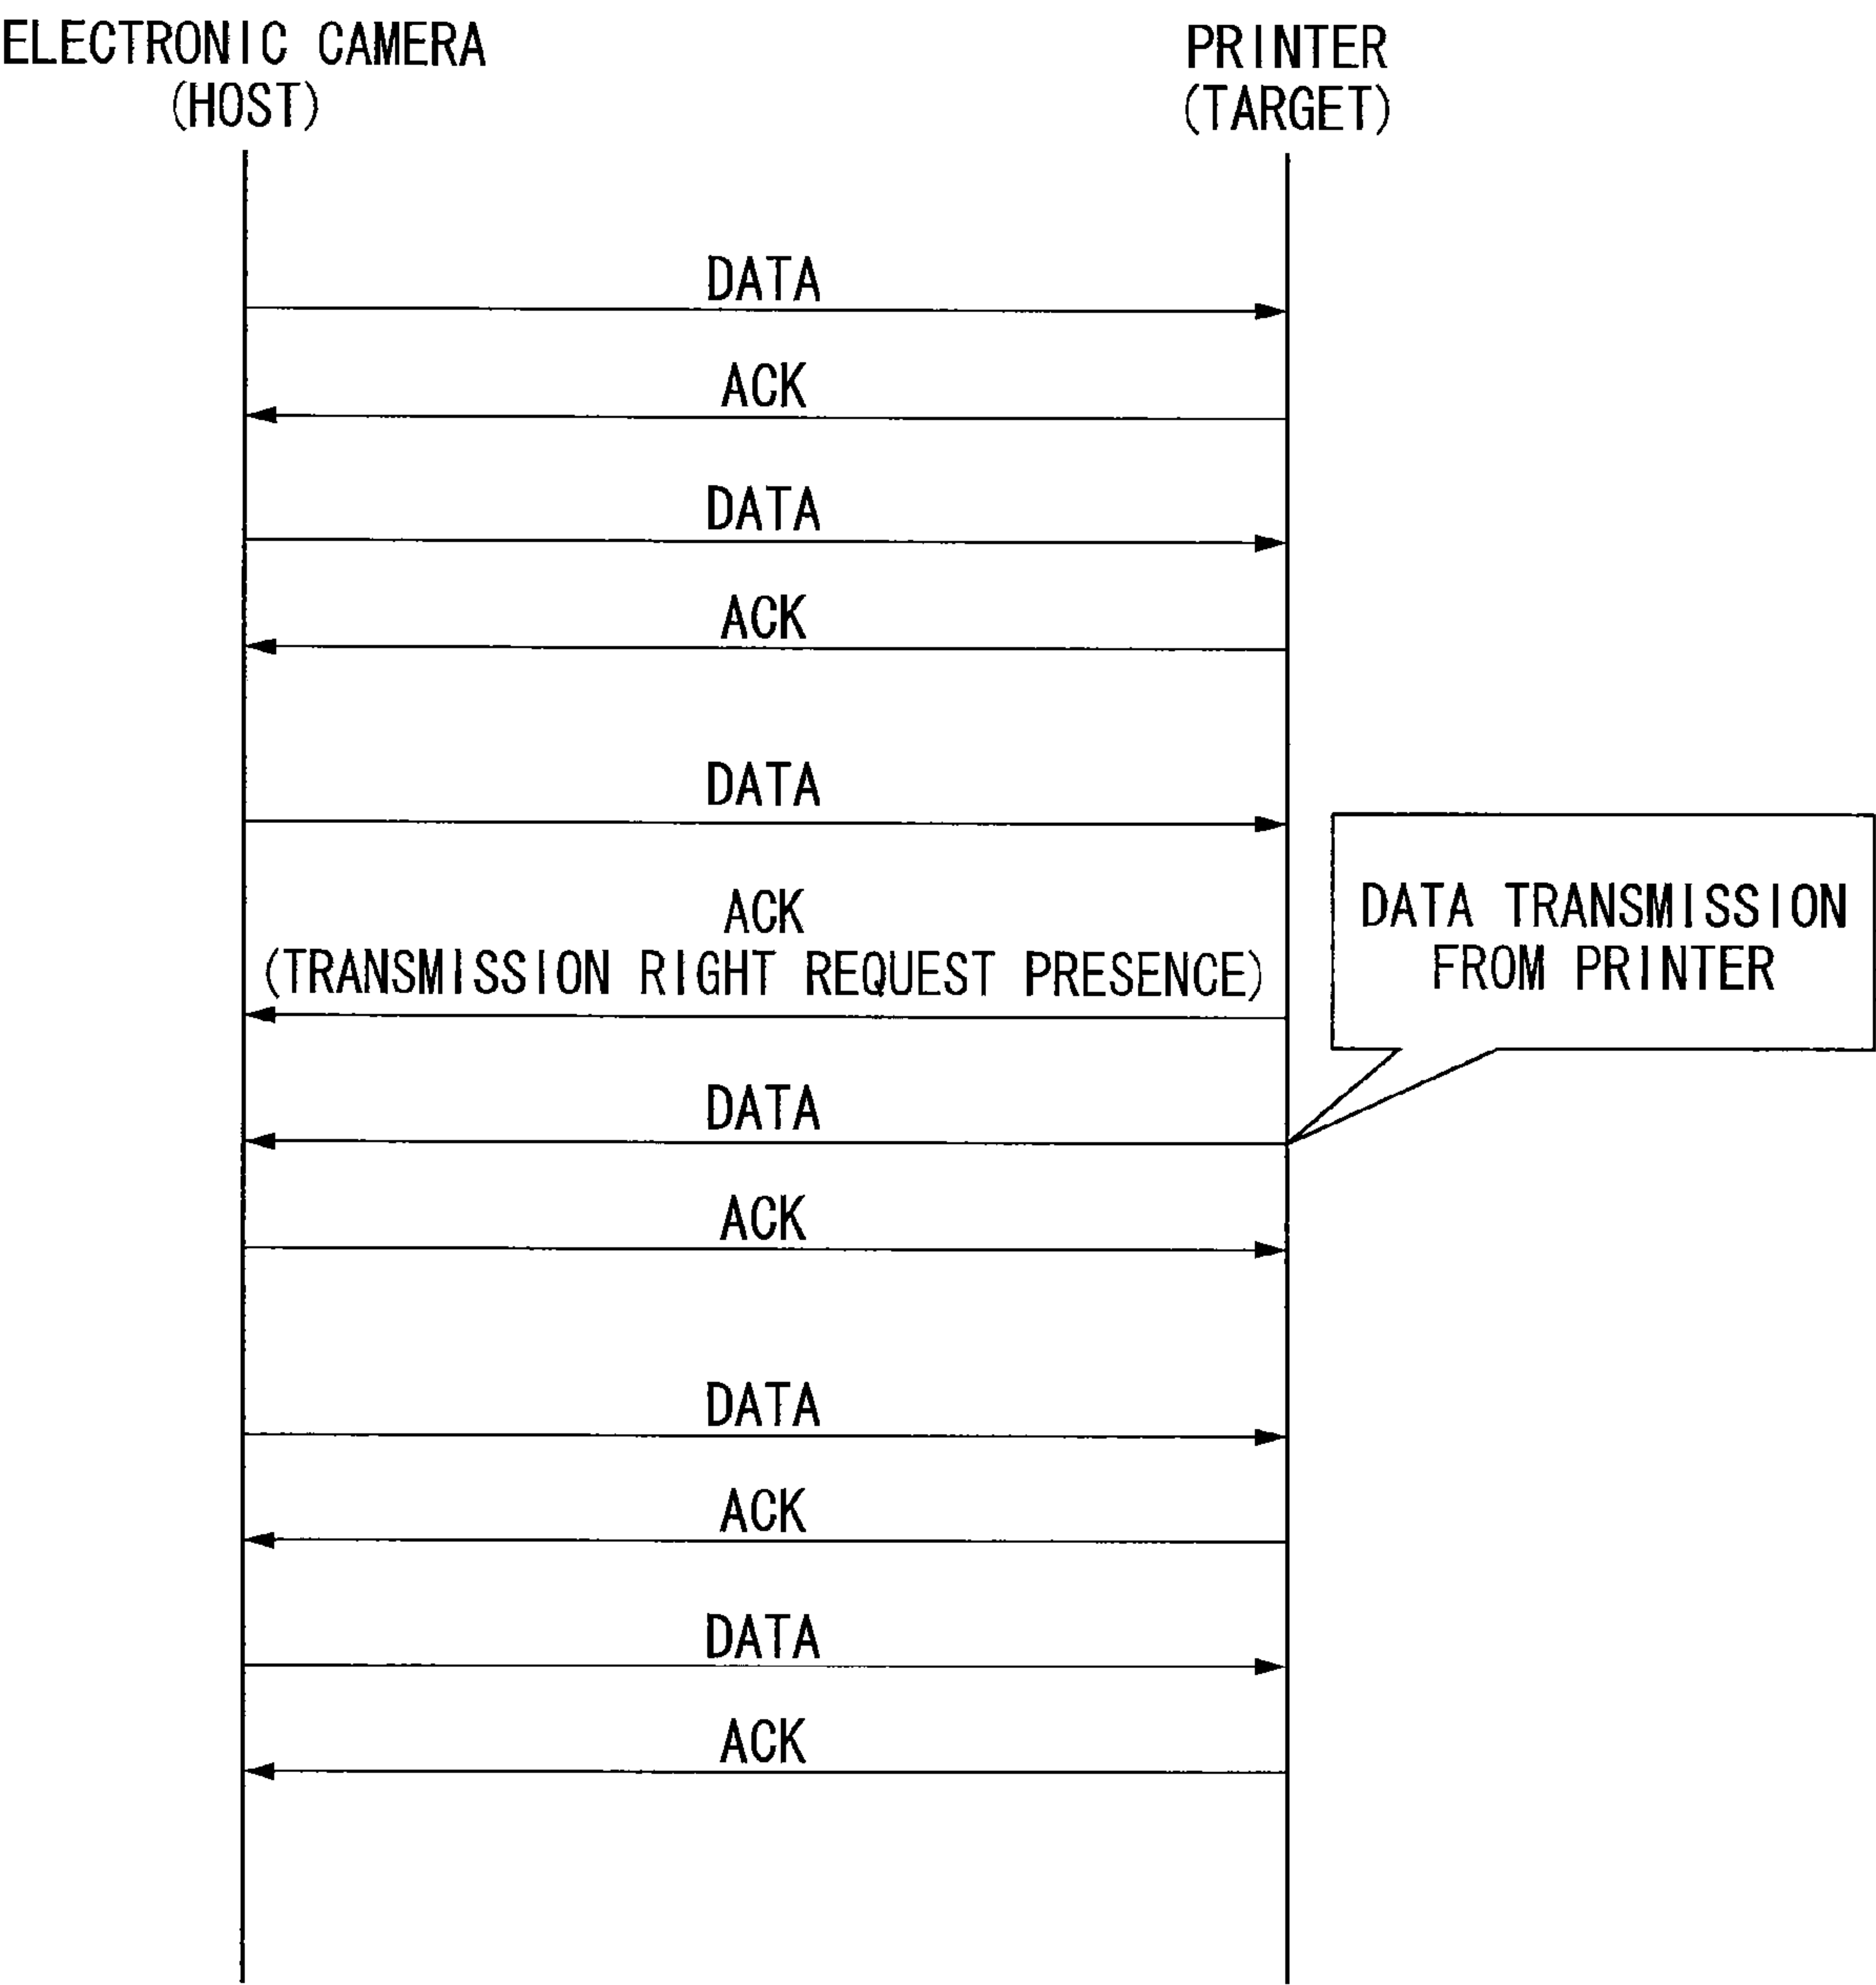 ELECTRONIC CAMERA
(HOST)
PRINTER
(TARGET)
DATA
ACK
DATA
ACK
DATA
ACK
(TRANSMISSION RIGHT REQUEST PRESENCE)
DATA TRANSMISSION
FROM PRINTER
DATA
ACK
DATA
ACK
DATA
ACK